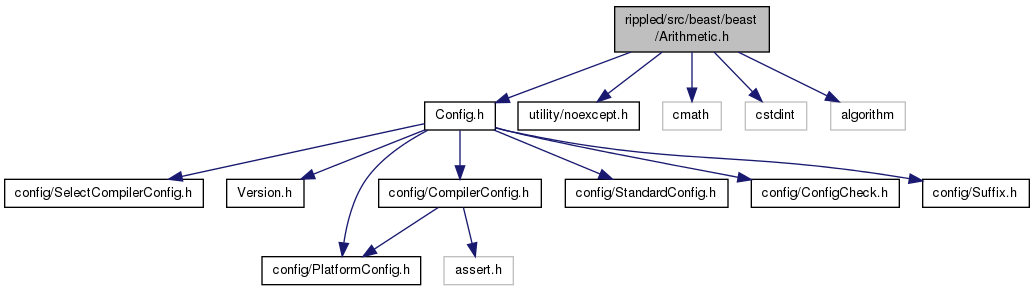 rippled/src/beast/beast
/Arithmetic.h
Config.h
utility/noexcept.h
cmath
cstdint
algorithm
config/SelectCompilerConfig.h
Version.h
config/CompilerConfig.h
config/StandardConfig.h
config/ConfigCheck.h
config/Suffix.h
config/PlatformConfig.h
assert.h